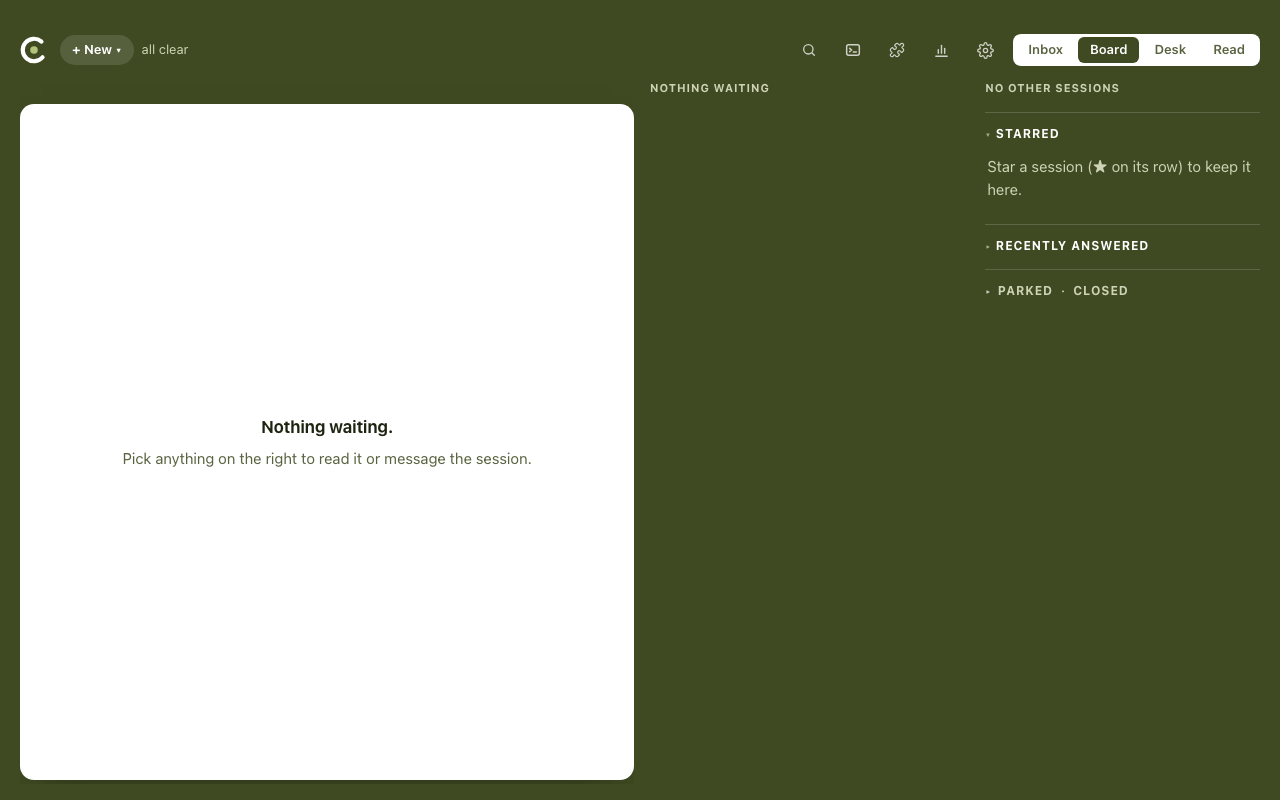 + New ▾
all clear
Inbox
Board
Desk
Read
Nothing waiting.
Pick anything on the right to read it or message the session.
NOTHING WAITING
NO OTHER SESSIONS
▾ STARRED
Star a session (★ on its row) to keep it
here.
▸ RECENTLY ANSWERED
▸ PARKED · CLOSED